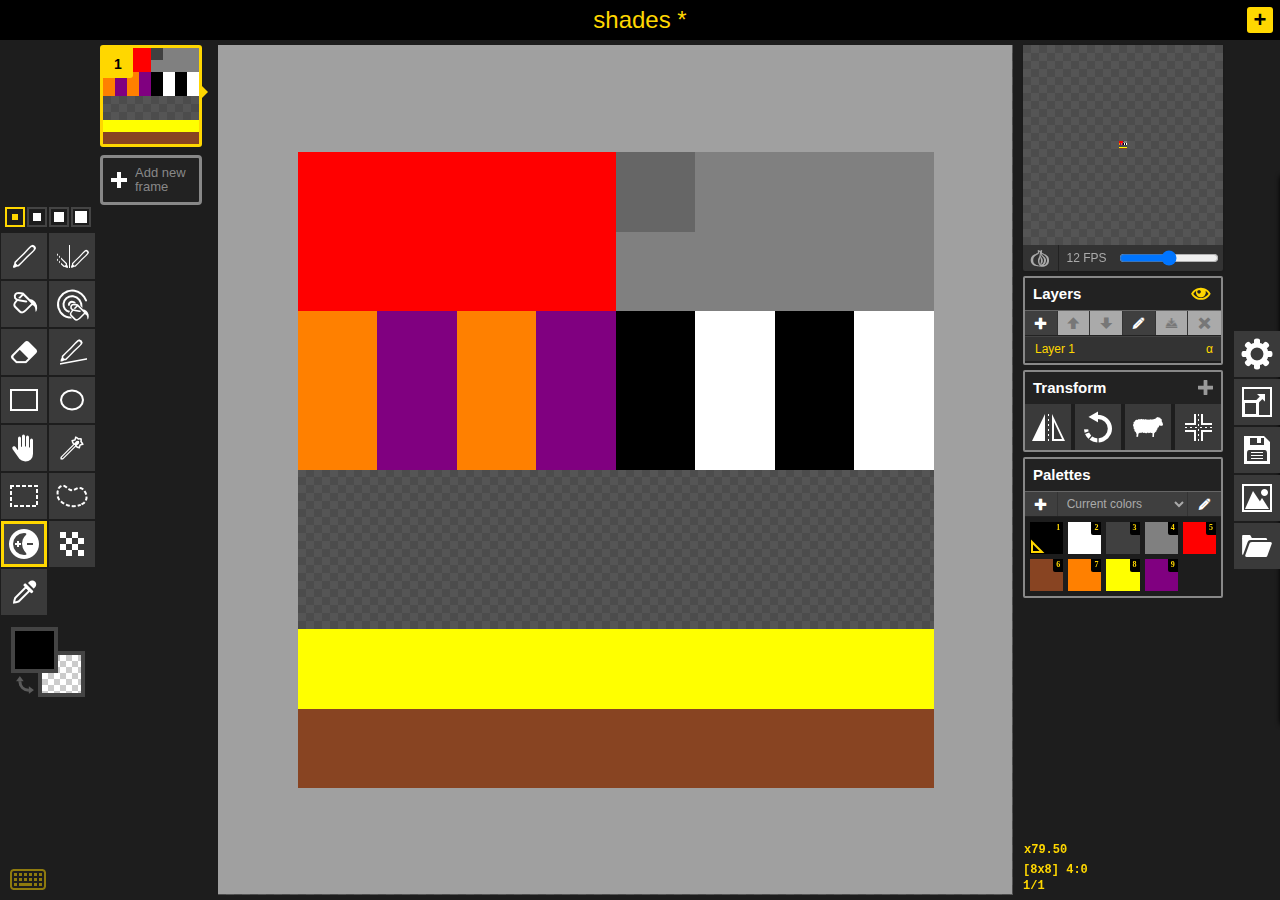 shades *
+
1
Add new
frame
12 FPS
Layers
Layer 1
α
Transform
Palettes
Current colors
1 2 3 4 5
6 7 8 9
x79.50
[8x8] 4:0
1/1